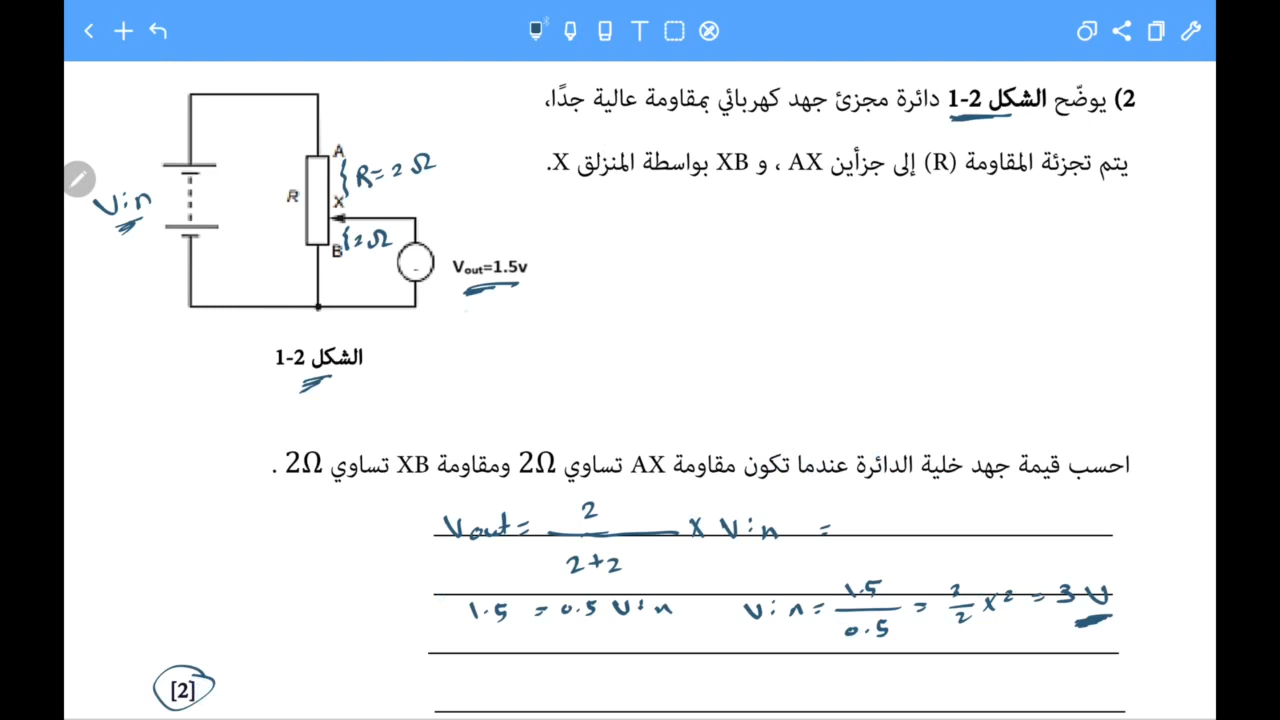 2) يوضّح الشكل 2-1 دائرة مجزئ جهد كهربائي بمقاومة عالية جدًا،
يتم تجزئة المقاومة (R) إلى جزأين AX ، و XB بواسطة المنزلق X.
Vin
R
A
R = 2 Ω
X
B
2 Ω
Vout=1.5v
الشكل 2-1
احسب قيمة جهد خلية الدائرة عندما تكون مقاومة AX تساوي 2Ω ومقاومة XB تساوي 2Ω .
Vout = 2 / 2+2 x Vin =
1.5 = 0.5 Vin Vin = 1.5 / 0.5 = 3/2 x 2 = 3 V
[2]